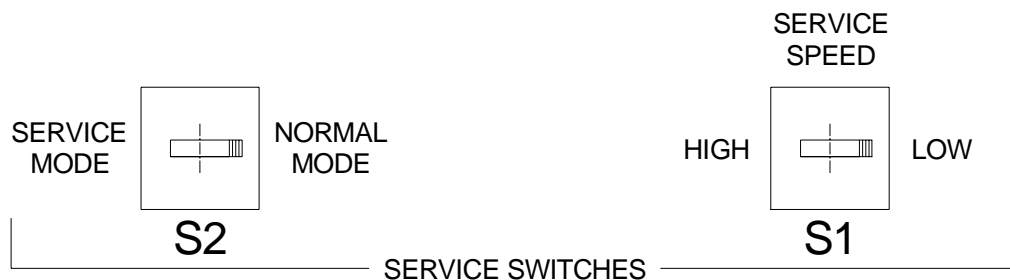 SERVICE
SPEED
SERVICE
MODE
NORMAL
MODE
HIGH
LOW
S2
S1
SERVICE SWITCHES